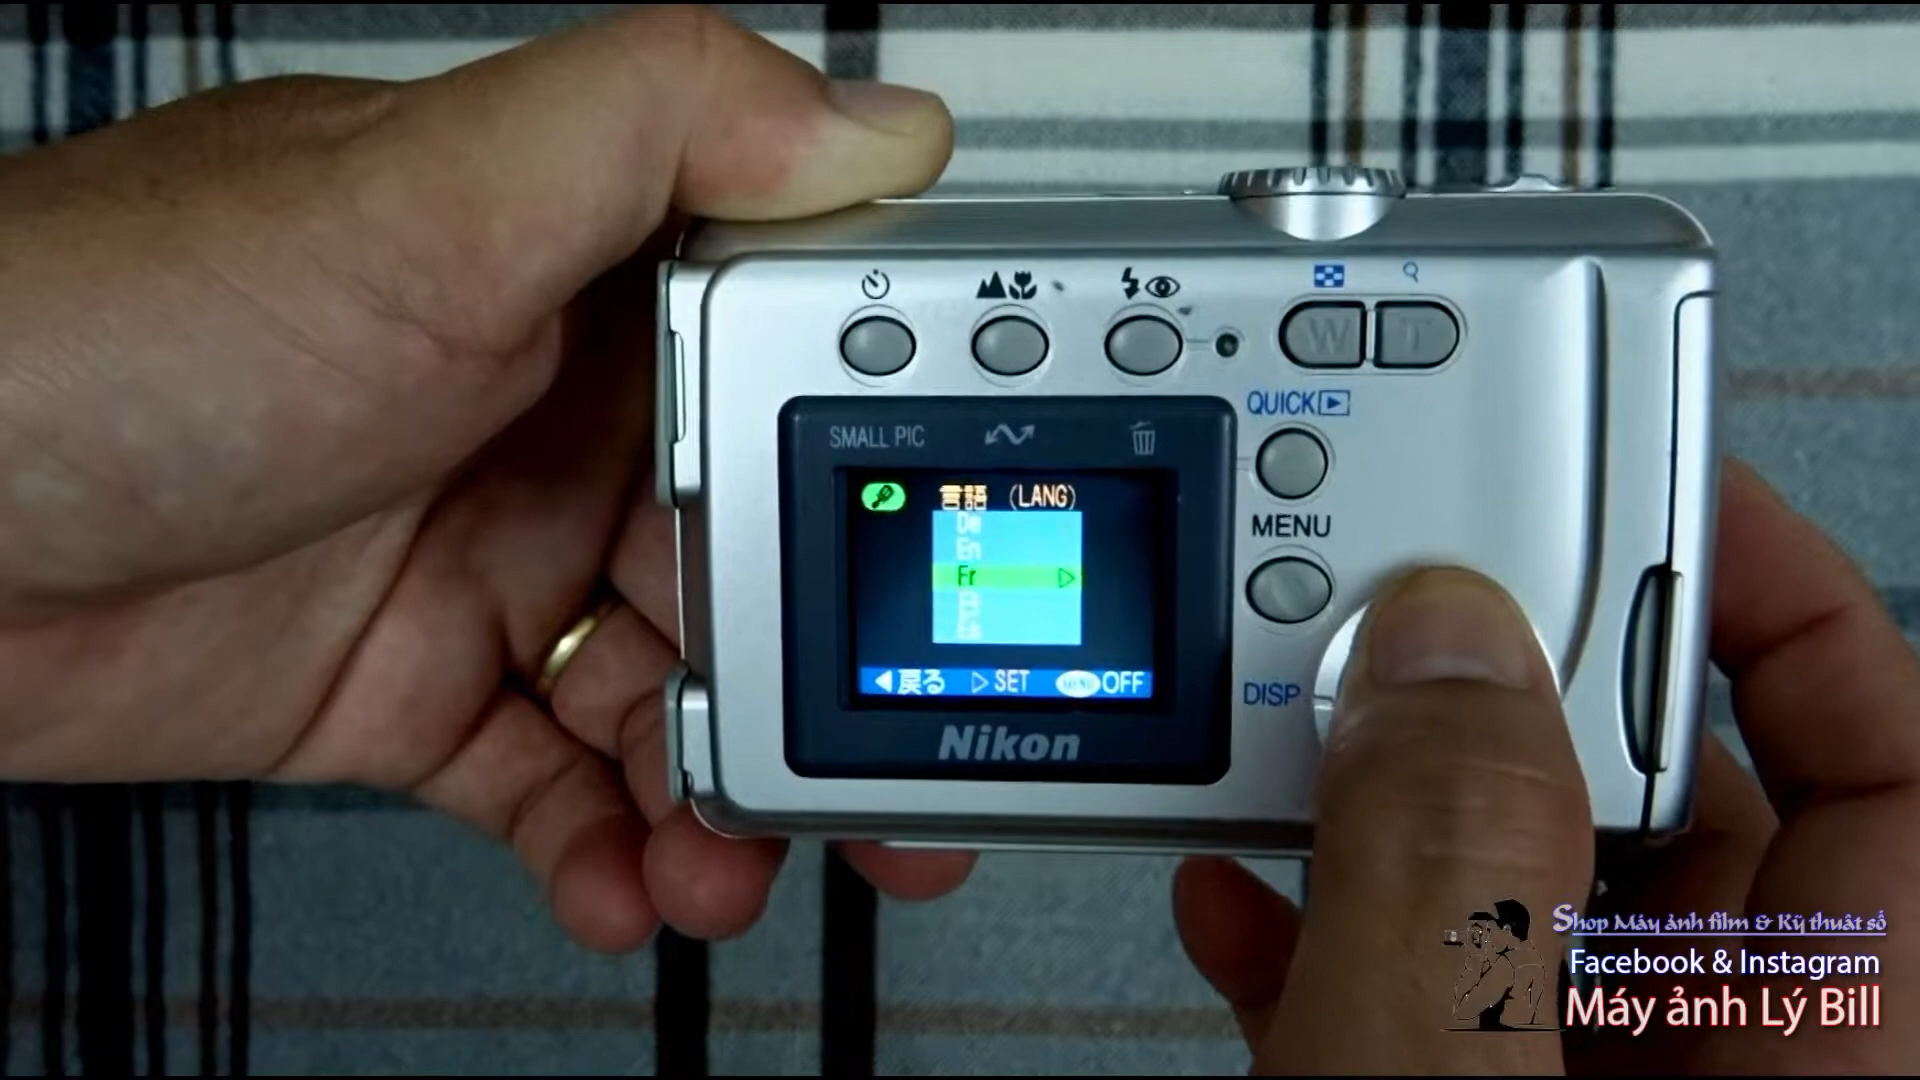 W T
QUICK
SMALL PIC
言語 (LANG)
De
En
Fr
戻る SET MENU OFF
MENU
DISP
Nikon
Shop Máy ảnh film & Kỹ thuật số
Facebook & Instagram
Máy ảnh Lý Bill